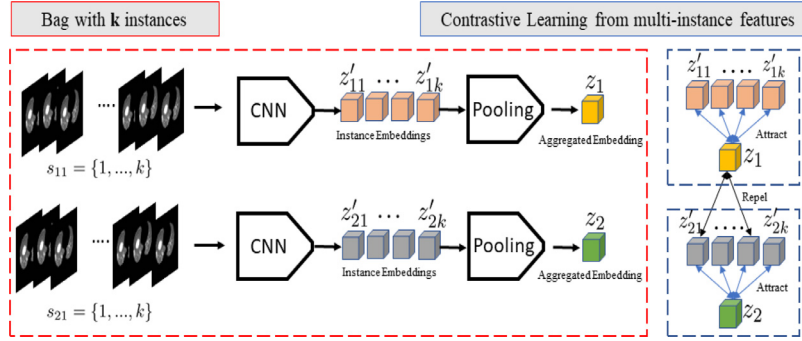 Bag with k instances
Contrastive Learning from multi-instance features
....
s₁₁ = {1, ..., k}
CNN
z′₁₁ ... z′₁ₖ
Instance Embeddings
Pooling
z₁
Aggregated Embedding
....
s₂₁ = {1, ..., k}
CNN
z′₂₁ ... z′₂ₖ
Instance Embeddings
Pooling
z₂
Aggregated Embedding
z′₁₁ .... z′₁ₖ
Attract
z₁
Repel
z′₂₁ ..... z′₂ₖ
Attract
z₂